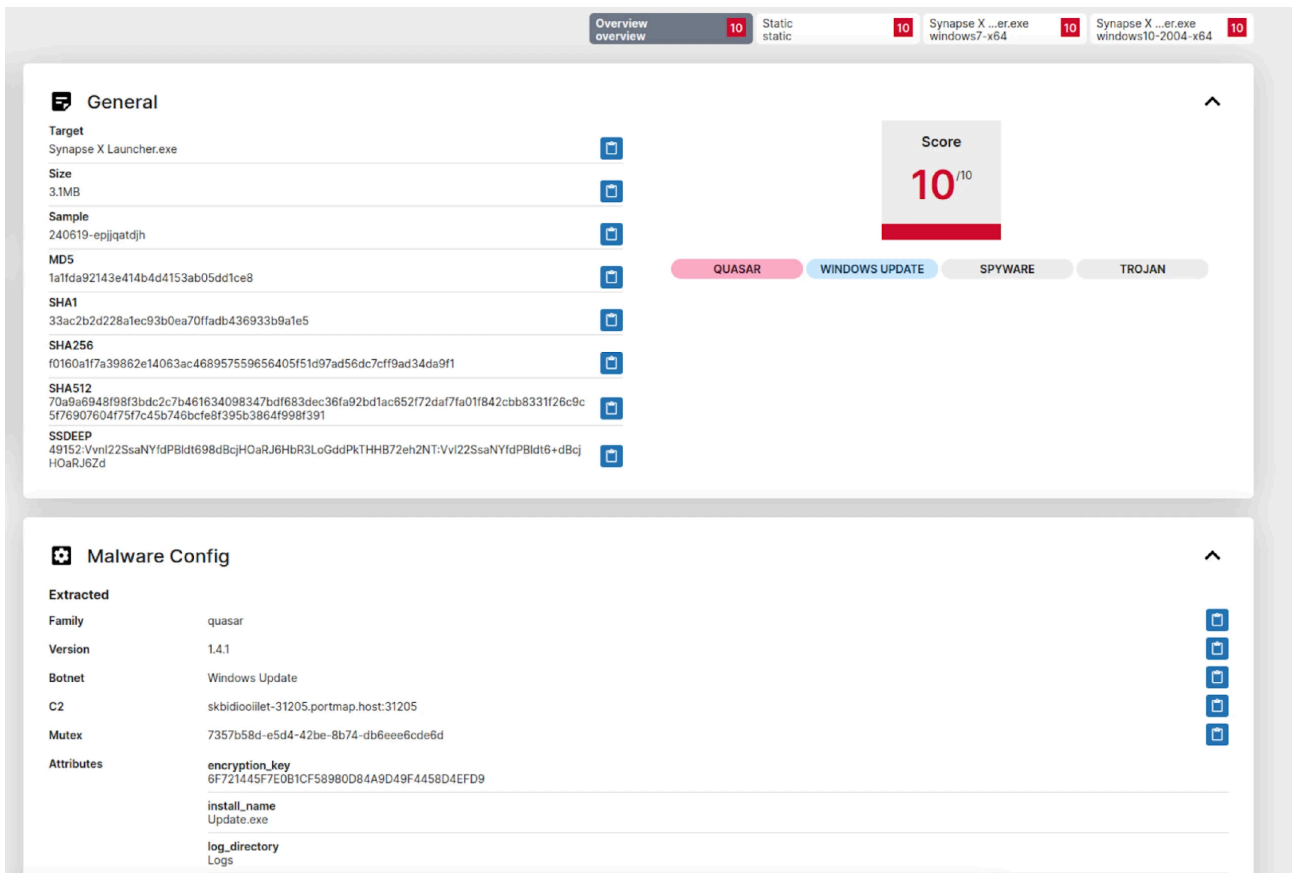 Overview
overview
10
Static
static
10
Synapse X ...er.exe
windows7-x64
10
Synapse X ...er.exe
windows10-2004-x64
10
General
Target
Synapse X Launcher.exe
Size
3.1MB
Sample
240619-epjjqatdjh
MD5
1a1fda92143e414b4d4153ab05dd1ce8
SHA1
33ac2b2d228a1ec93b0ea70ffadb436933b9a1e5
SHA256
f0160a1f7a39862e14063ac468957559656405f51d97ad56dc7cff9ad34da9f1
SHA512
70a9a6948f98f3bdc2c7b461634098347bdf683dec36fa92bd1ac652f72daf7fa01f842cbb8331f26c9c
5f76907604f75f7c45b746bcfe8f395b3864f998f391
SSDEEP
49152:Vvnl22SsaNYfdPBldt698dBcjHOaRJ6HbR3LoGddPkTHHB72eh2NT:Vvl22SsaNYfdPBldt6+dBcj
HOaRJ6Zd
Score
10/10
QUASAR
WINDOWS UPDATE
SPYWARE
TROJAN
Malware Config
Extracted
Family quasar
Version 1.4.1
Botnet Windows Update
C2 skbidiooiilet-31205.portmap.host:31205
Mutex 7357b58d-e5d4-42be-8b74-db6eee6cde6d
Attributes encryption_key
6F721445F7E0B1CF58980D84A9D49F4458D4EFD9
install_name
Update.exe
log_directory
Logs